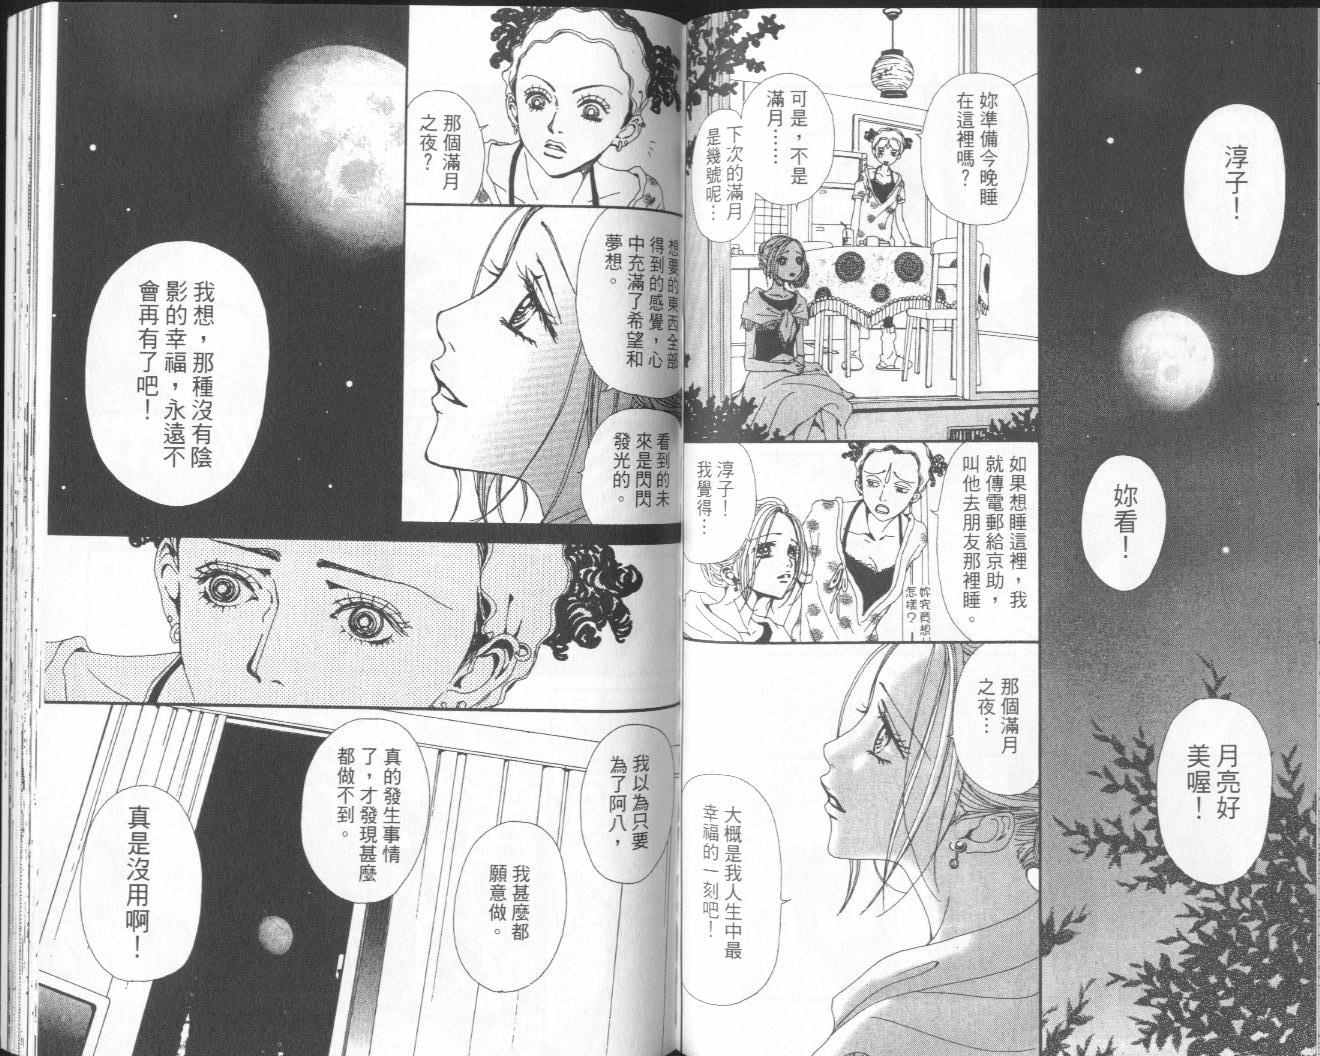 淳子！
妳看！
月亮好
美喔！
妳準備今晚睡
在這裡嗎？
可是，不是
滿月……
下次的滿月
是幾號呢…
如果想睡這裡，我
就傳電郵給京助，
叫他去朋友那裡睡。
妳究竟想
怎樣？
淳子！
我覺得…
那個滿月
之夜…
大概是我人生中最
幸福的一刻吧！
那個滿月
之夜？
想要的東西全部
得到的感覺，心
中充滿了希望和
夢想。
看到的未
來是閃閃
發光的。
我想，那種沒有陰
影的幸福，永遠不
會再有了吧！
我以為只要
為了阿八，
我甚麼都
願意做。
真的發生事情
了，才發現甚麼
都做不到。
真是沒用啊！